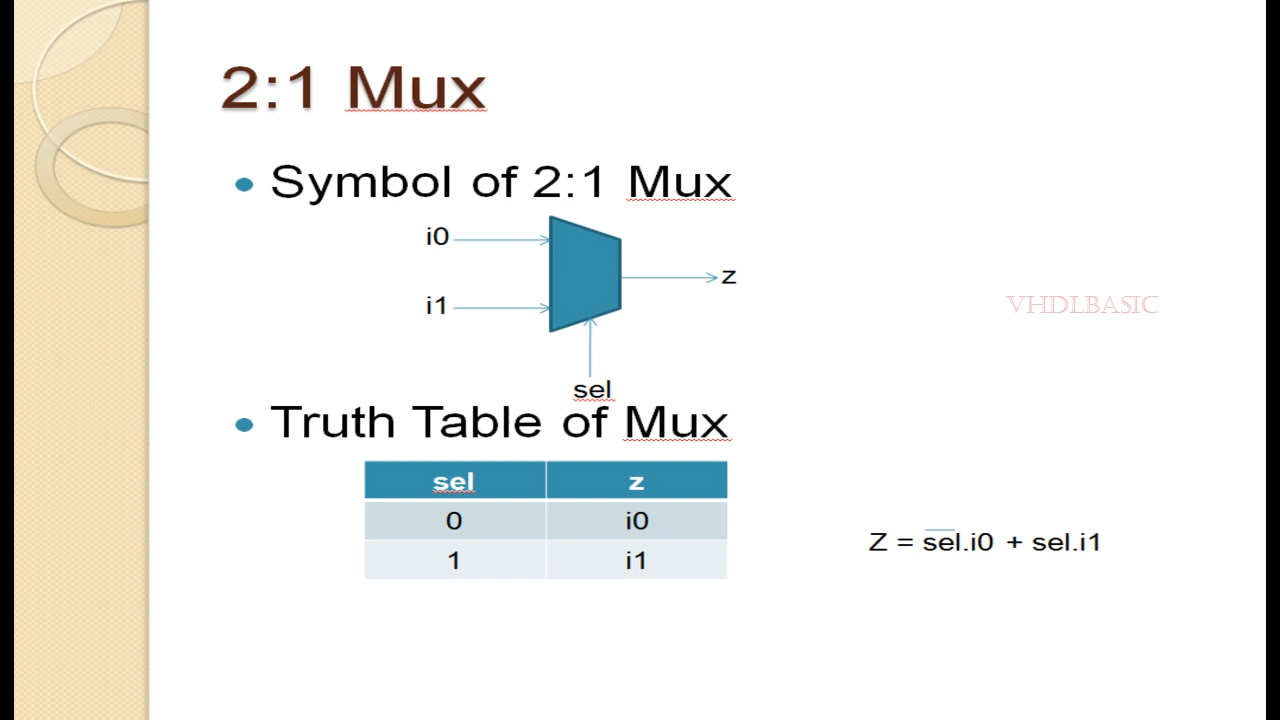 2:1 Mux
• Symbol of 2:1 Mux
i0
i1
z
sel
VHDLBASIC
• Truth Table of Mux
sel z
0 i0
1 i1
Z = s̅e̅l̅.i0 + sel.i1